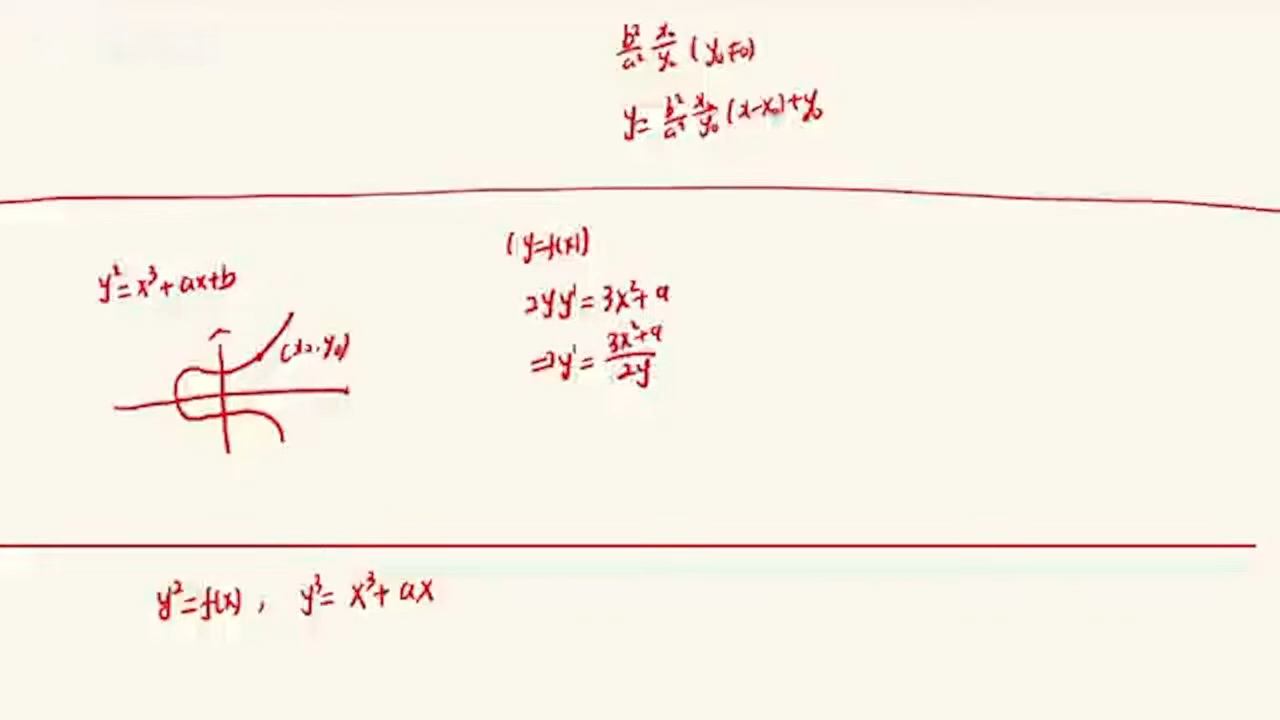 b²/a² x₀/y₀ (y₀≠0)
y= b²/a² x₀/y₀ (x-x₀)+y₀
(y=f(x))
y²=x³+ax+b
2yy'=3x²+a
⇒y'= 3x²+a/2y
(x₀,y₀)
y²=f(x), y³= x³+ax